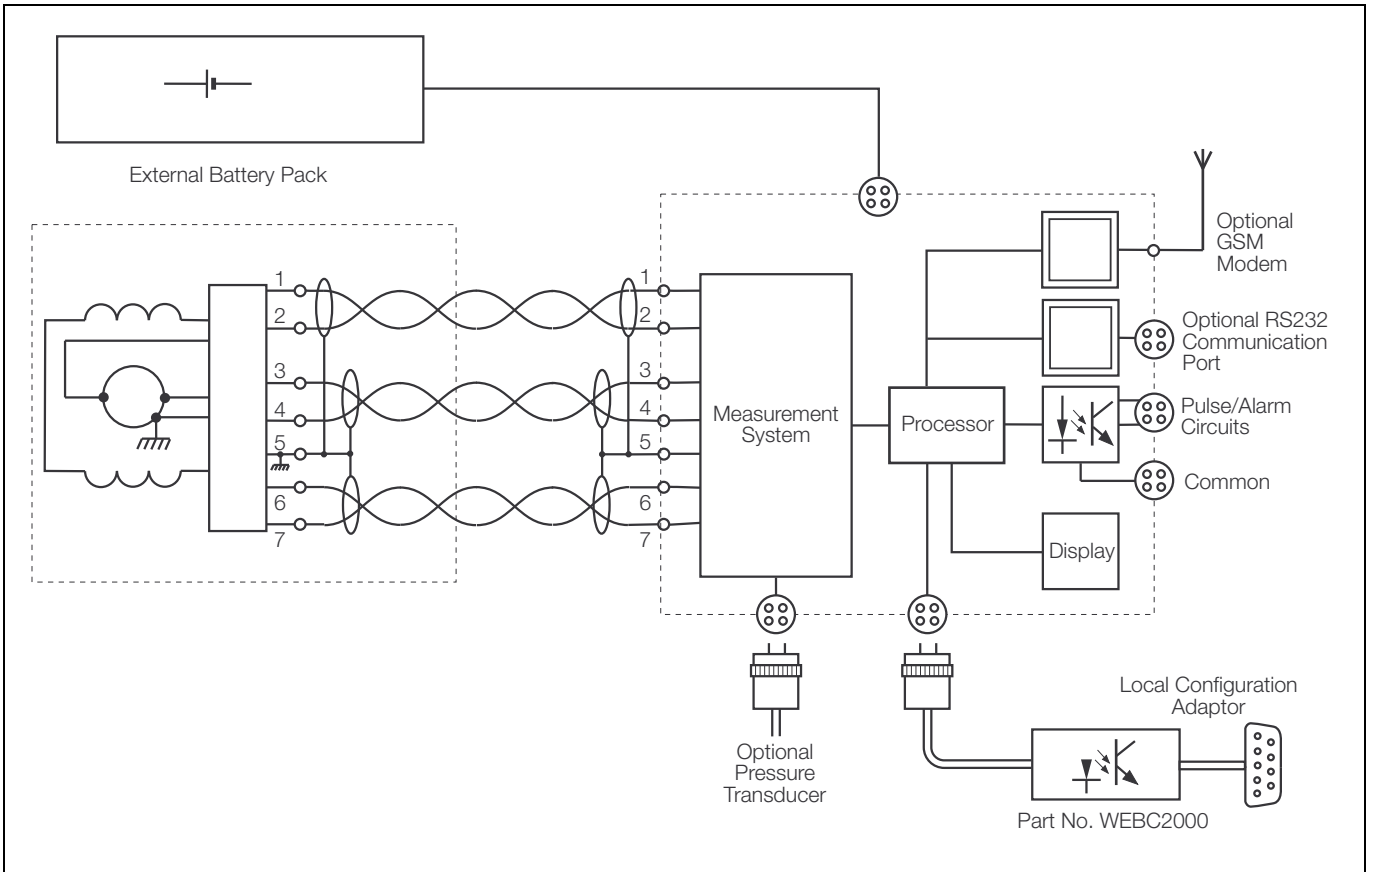 External Battery Pack
Optional
GSM
Modem
1
2
3
4
5
6
7
1
2
3
4
5
6
7
Measurement
System
Processor
Optional RS232
Communication
Port
Pulse/Alarm
Circuits
Common
Display
Optional
Pressure
Transducer
Local Configuration
Adaptor
Part No. WEBC2000